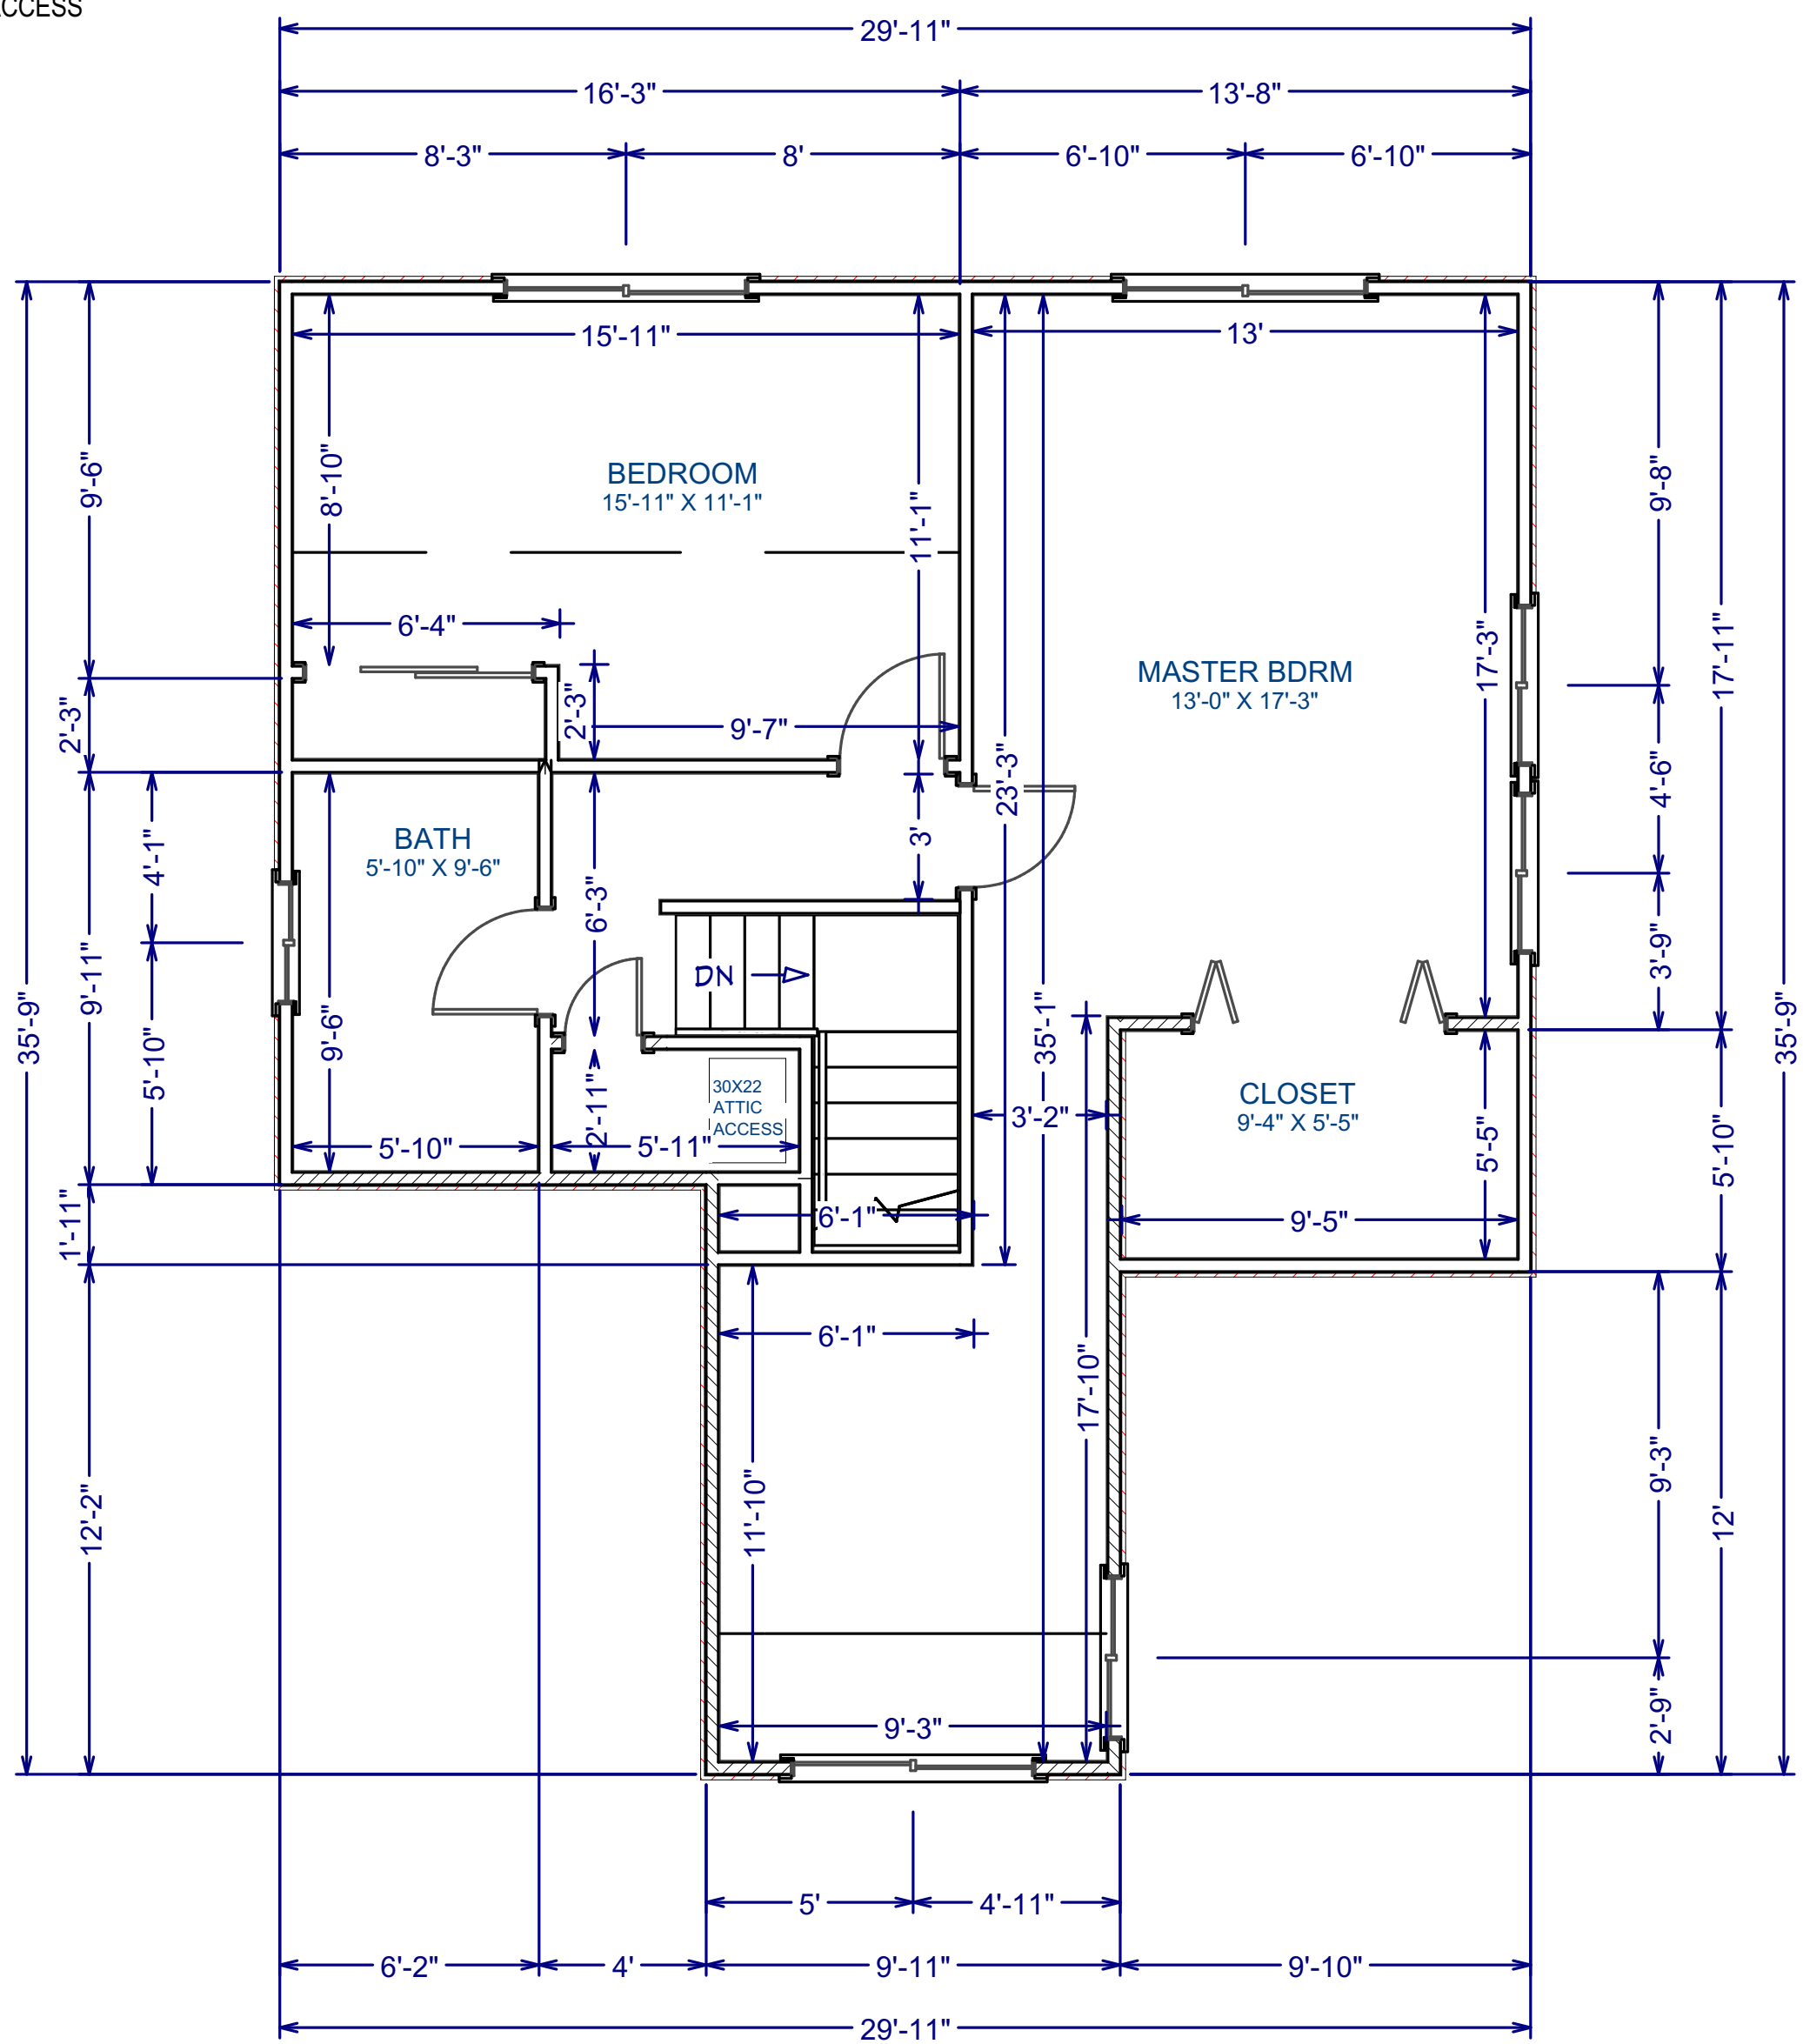 ACCESS
29'-11"
16'-3" 13'-8"
8'-3" 8' 6'-10" 6'-10"
15'-11" 13'
9'-6" 8'-10" 11'-1" 9'-8"
BEDROOM
15'-11" X 11'-1"
6'-4" 17'-3" 17'-11"
MASTER BDRM
13'-0" X 17'-3"
2'-3" 2'-3" 9'-7"
23'-3" 4'-6"
BATH
5'-10" X 9'-6"
4'-1" 3'
9'-11" 6'-3" 3'-9"
DN
35'-9" 5'-10" 9'-6" 35'-1" 35'-9"
30X22
ATTIC
ACCESS
2'-11" 3'-2"
CLOSET
9'-4" X 5'-5"
5'-10" 5'-11" 5'-5" 5'-10"
1'-11" 6'-1" 9'-5"
6'-1"
17'-10"
12'-2" 11'-10" 9'-3" 12'
9'-3" 2'-9"
5' 4'-11"
6'-2" 4' 9'-11" 9'-10"
29'-11"